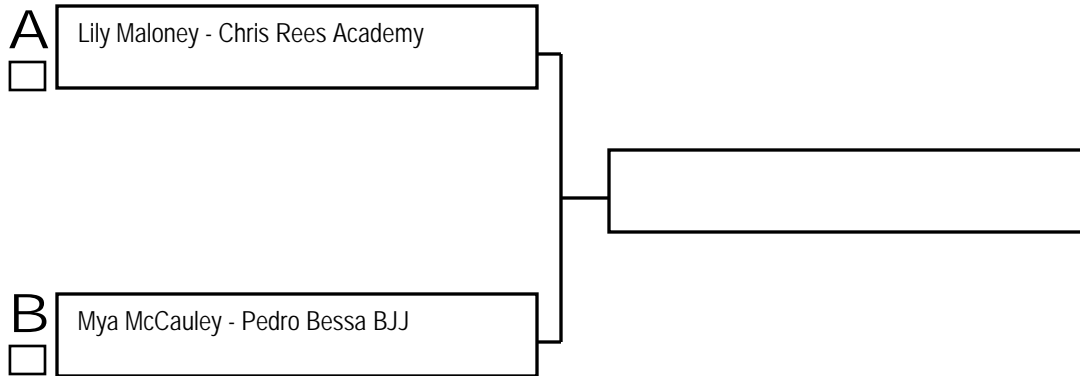 A
Lily Maloney - Chris Rees Academy
B
Mya McCauley - Pedro Bessa BJJ